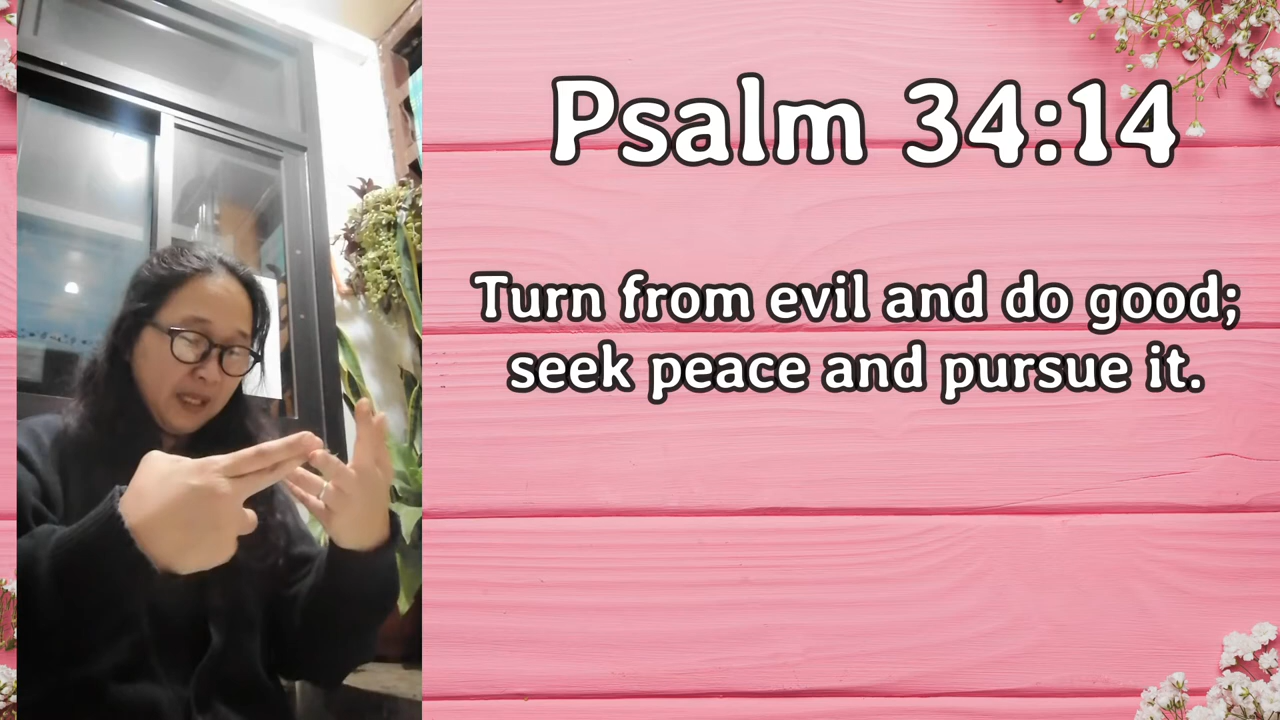 Psalm 34:14
Turn from evil and do good;
seek peace and pursue it.